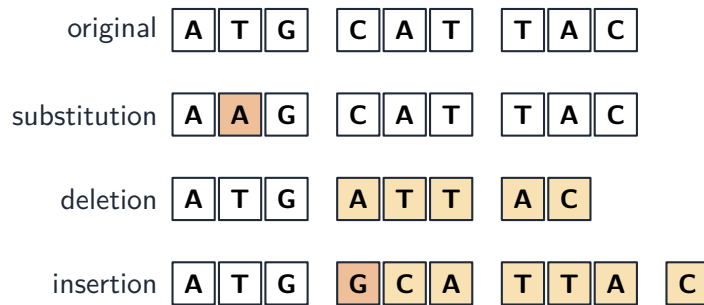 original A T G C A T T A C
substitution A A G C A T T A C
deletion A T G A T T A C
insertion A T G G C A T T A C